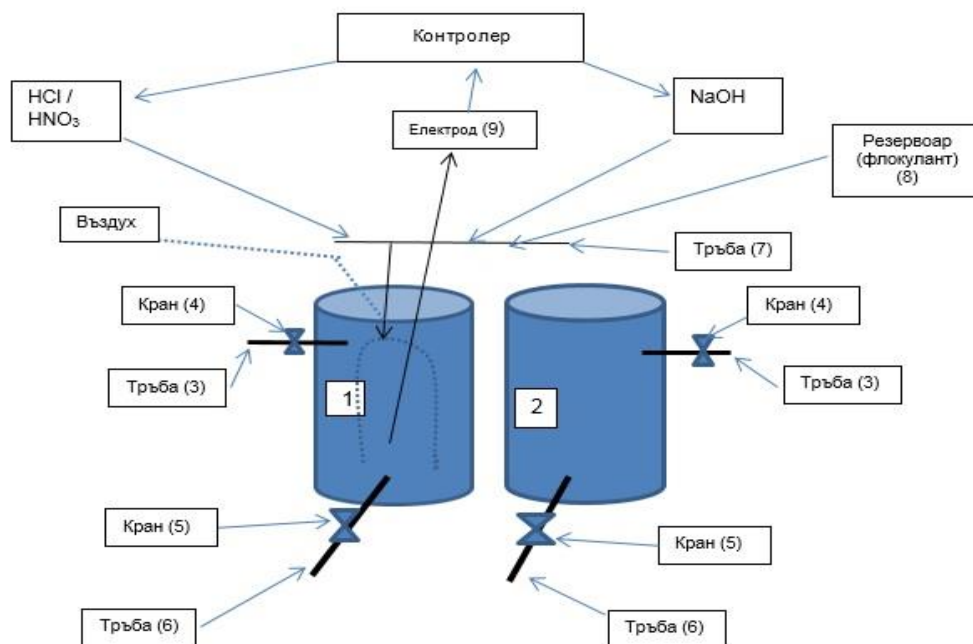 Контролер
HCl /
HNO₃
NaOH
Електрод (9)
Резервоар
(флокулант)
(8)
Въздух
Тръба (7)
Кран (4)
Кран (4)
Тръба (3)
Тръба (3)
1
2
Кран (5)
Кран (5)
Тръба (6)
Тръба (6)